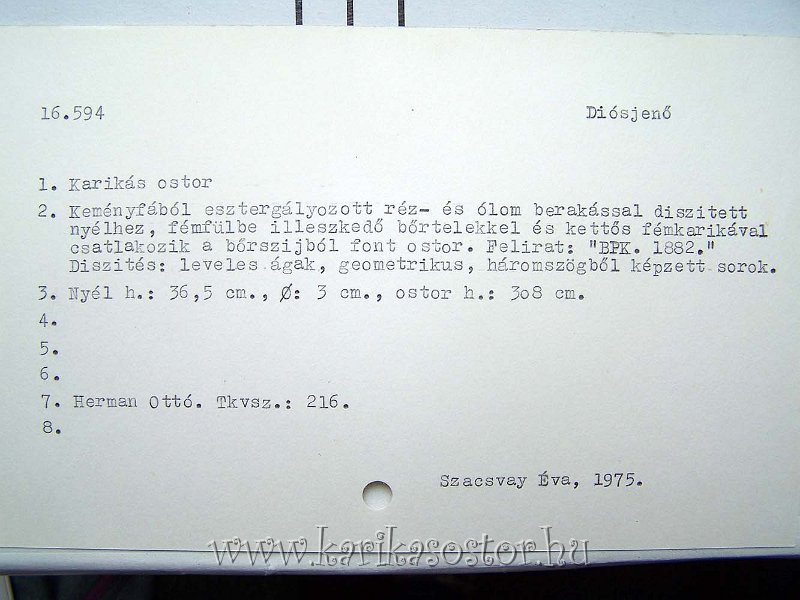 16.594 Diósjenő
1. Karikás ostor
2. Keményfából esztergályozott réz- és ólom berakással diszitett
nyélhez, fémfülbe illeszkedő bőrtelekkel és kettős fémkarikával
csatlakozik a bőrszijból font ostor. Felirat: "BPK. 1882."
Diszités: leveles ágak, geometrikus, háromszögből képzett sorok.
3. Nyél h.: 36,5 cm., Ø: 3 cm., ostor h.: 308 cm.
4.
5.
6.
7. Herman Ottó. Tkvsz.: 216.
8.
Szacsvay Éva, 1975.
www.karikasostor.hu